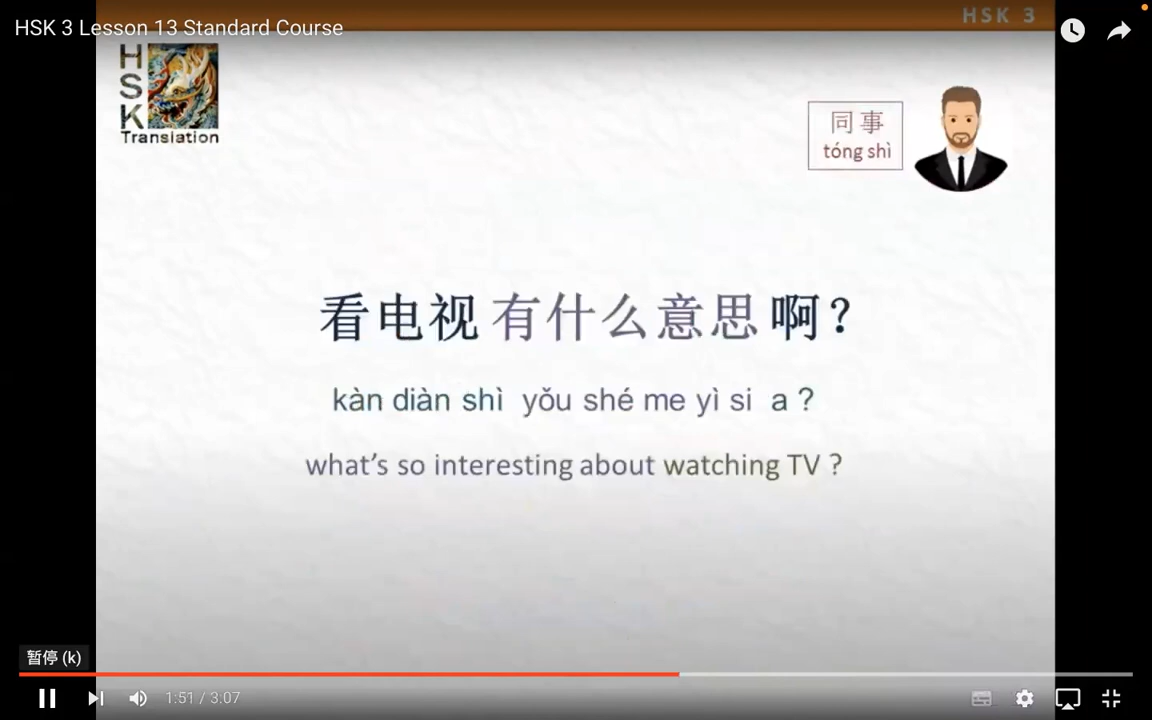 HSK 3
HSK 3 Lesson 13 Standard Course
H
S
K
Translation
同事
tóng shì
看电视 有什么意思 啊？
kàn diàn shì yǒu shé me yì si a ?
what's so interesting about watching TV ?
暂停 (k)
1:51 / 3:07